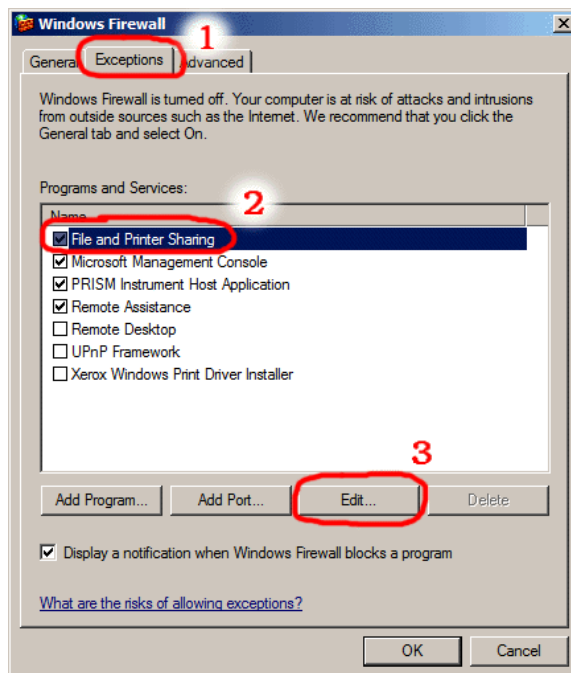 Windows Firewall
1
General Exceptions Advanced
Windows Firewall is turned off. Your computer is at risk of attacks and intrusions
from outside sources such as the Internet. We recommend that you click the
General tab and select On.
Programs and Services:
2
Name
File and Printer Sharing
Microsoft Management Console
PRISM Instrument Host Application
Remote Assistance
Remote Desktop
UPnP Framework
Xerox Windows Print Driver Installer
3
Add Program... Add Port... Edit... Delete
Display a notification when Windows Firewall blocks a program
What are the risks of allowing exceptions?
OK Cancel